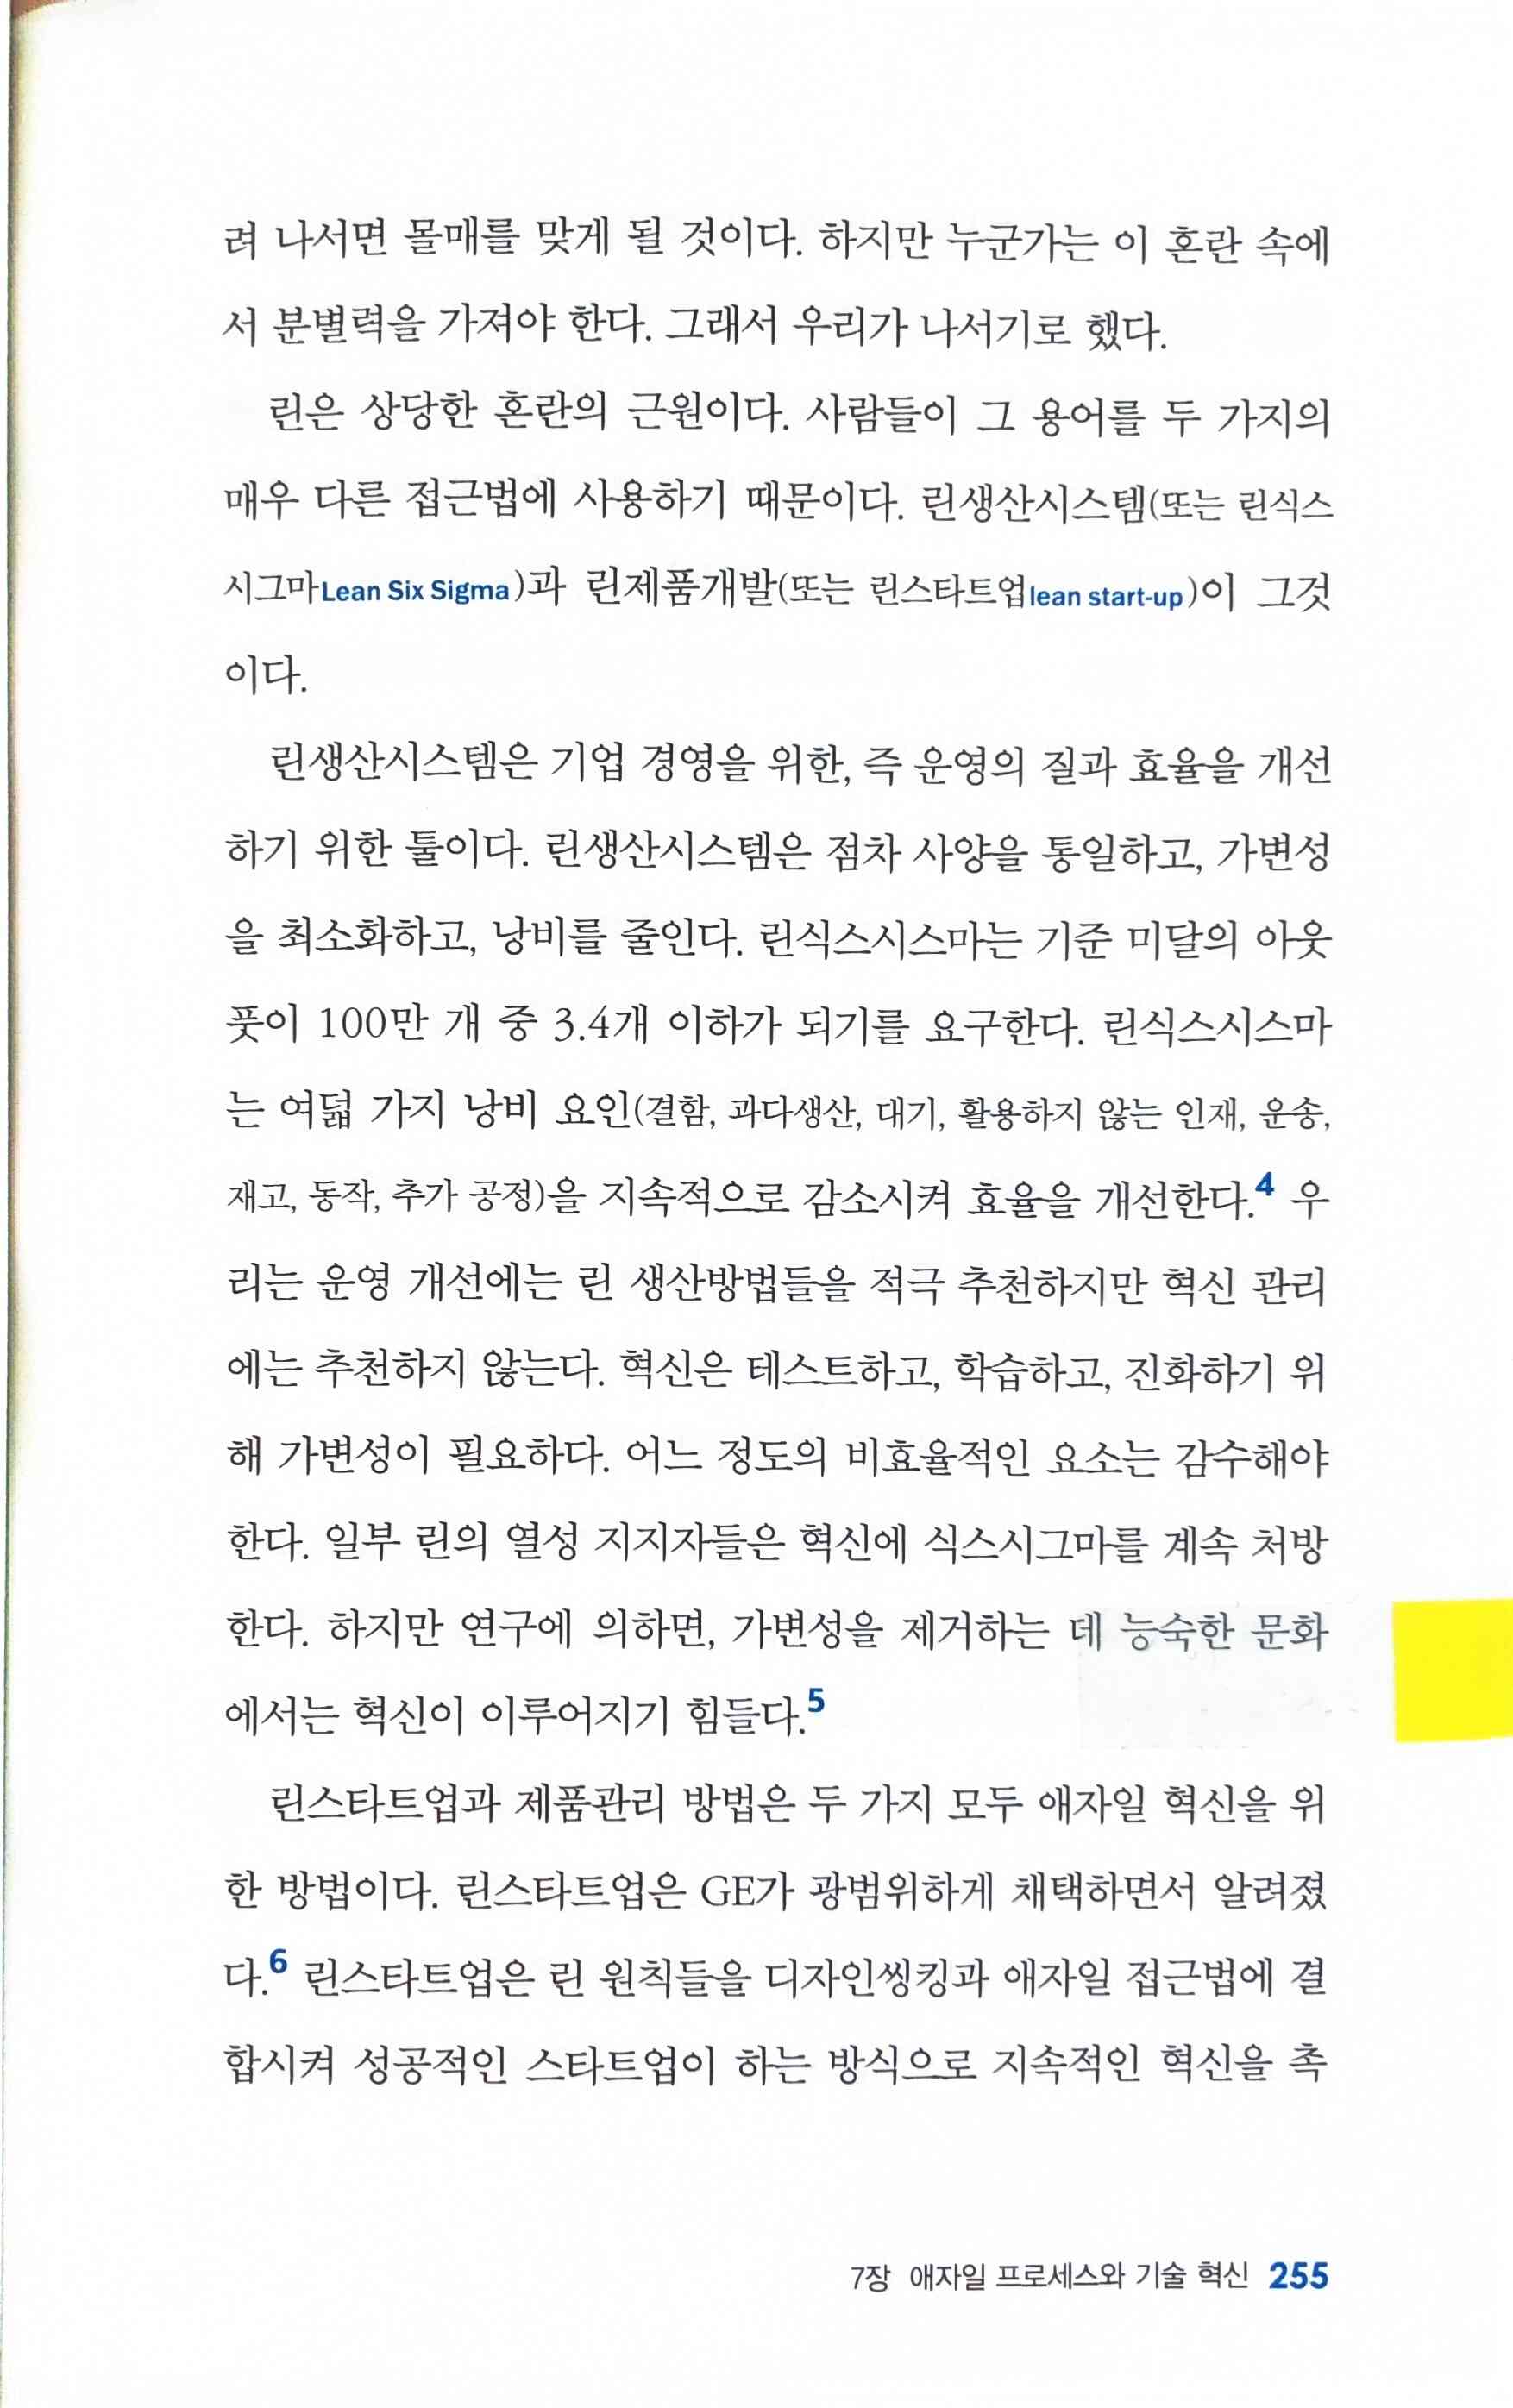 려 나서면 몰매를 맞게 될 것이다. 하지만 누군가는 이 혼란 속에
서 분별력을 가져야 한다. 그래서 우리가 나서기로 했다.
린은 상당한 혼란의 근원이다. 사람들이 그 용어를 두 가지의
매우 다른 접근법에 사용하기 때문이다. 린생산시스템(또는 린식스
시그마Lean Six Sigma)과 린제품개발(또는 린스타트업lean start-up)이 그것
이다.
린생산시스템은 기업 경영을 위한, 즉 운영의 질과 효율을 개선
하기 위한 툴이다. 린생산시스템은 점차 사양을 통일하고, 가변성
을 최소화하고, 낭비를 줄인다. 린식스시스마는 기준 미달의 아웃
풋이 100만 개 중 3.4개 이하가 되기를 요구한다. 린식스시스마
는 여덟 가지 낭비 요인(결함, 과다생산, 대기, 활용하지 않는 인재, 운송,
재고, 동작, 추가 공정)을 지속적으로 감소시켜 효율을 개선한다.4 우
리는 운영 개선에는 린 생산방법들을 적극 추천하지만 혁신 관리
에는 추천하지 않는다. 혁신은 테스트하고, 학습하고, 진화하기 위
해 가변성이 필요하다. 어느 정도의 비효율적인 요소는 감수해야
한다. 일부 린의 열성 지지자들은 혁신에 식스시그마를 계속 처방
한다. 하지만 연구에 의하면, 가변성을 제거하는 데 능숙한 문화
에서는 혁신이 이루어지기 힘들다.5
린스타트업과 제품관리 방법은 두 가지 모두 애자일 혁신을 위
한 방법이다. 린스타트업은 GE가 광범위하게 채택하면서 알려졌
다.6 린스타트업은 린 원칙들을 디자인씽킹과 애자일 접근법에 결
합시켜 성공적인 스타트업이 하는 방식으로 지속적인 혁신을 촉
7장 애자일 프로세스와 기술 혁신 255